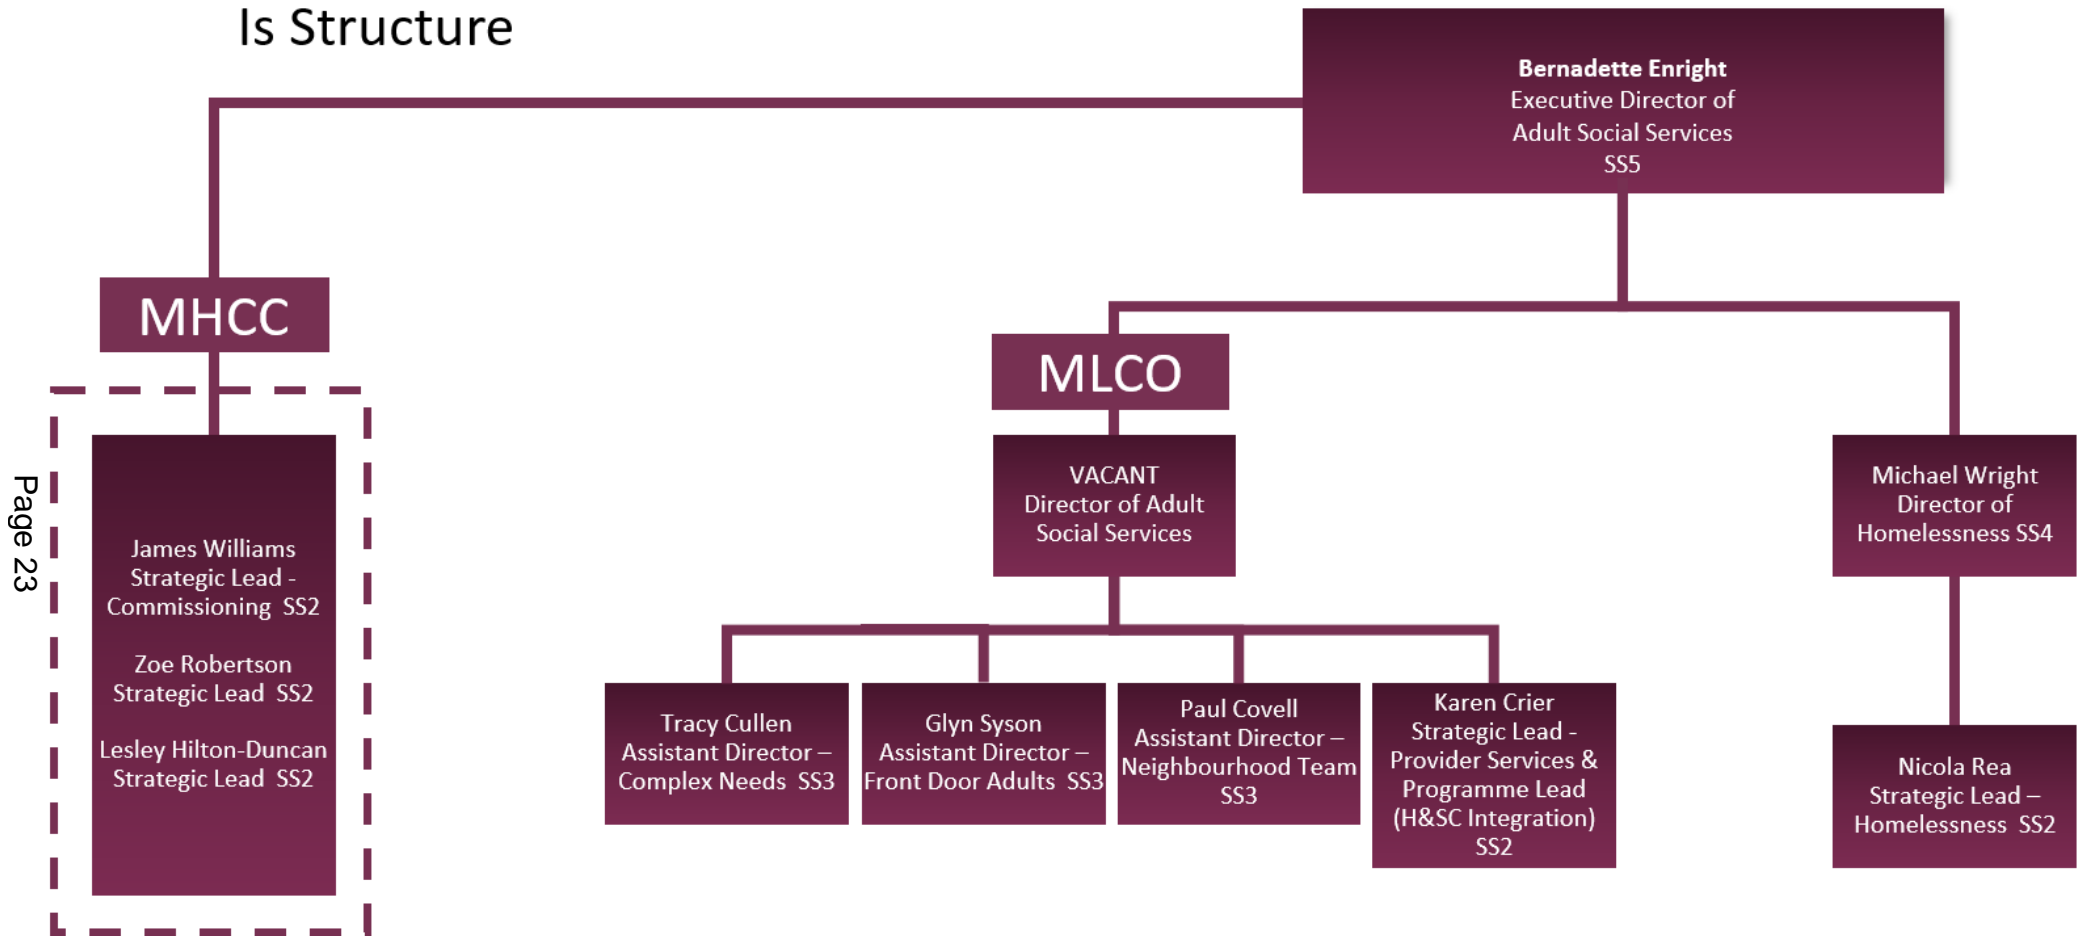 Is Structure
Bernadette Enright
Executive Director of
Adult Social Services
SS5
MHCC
MLCO
Page 23
James Williams
Strategic Lead -
Commissioning SS2
Zoe Robertson
Strategic Lead SS2
Lesley Hilton-Duncan
Strategic Lead SS2
VACANT
Director of Adult
Social Services
Michael Wright
Director of
Homelessness SS4
Tracy Cullen
Assistant Director –
Complex Needs SS3
Glyn Syson
Assistant Director –
Front Door Adults SS3
Paul Covell
Assistant Director –
Neighbourhood Team
SS3
Karen Crier
Strategic Lead -
Provider Services &
Programme Lead
(H&SC Integration)
SS2
Nicola Rea
Strategic Lead –
Homelessness SS2